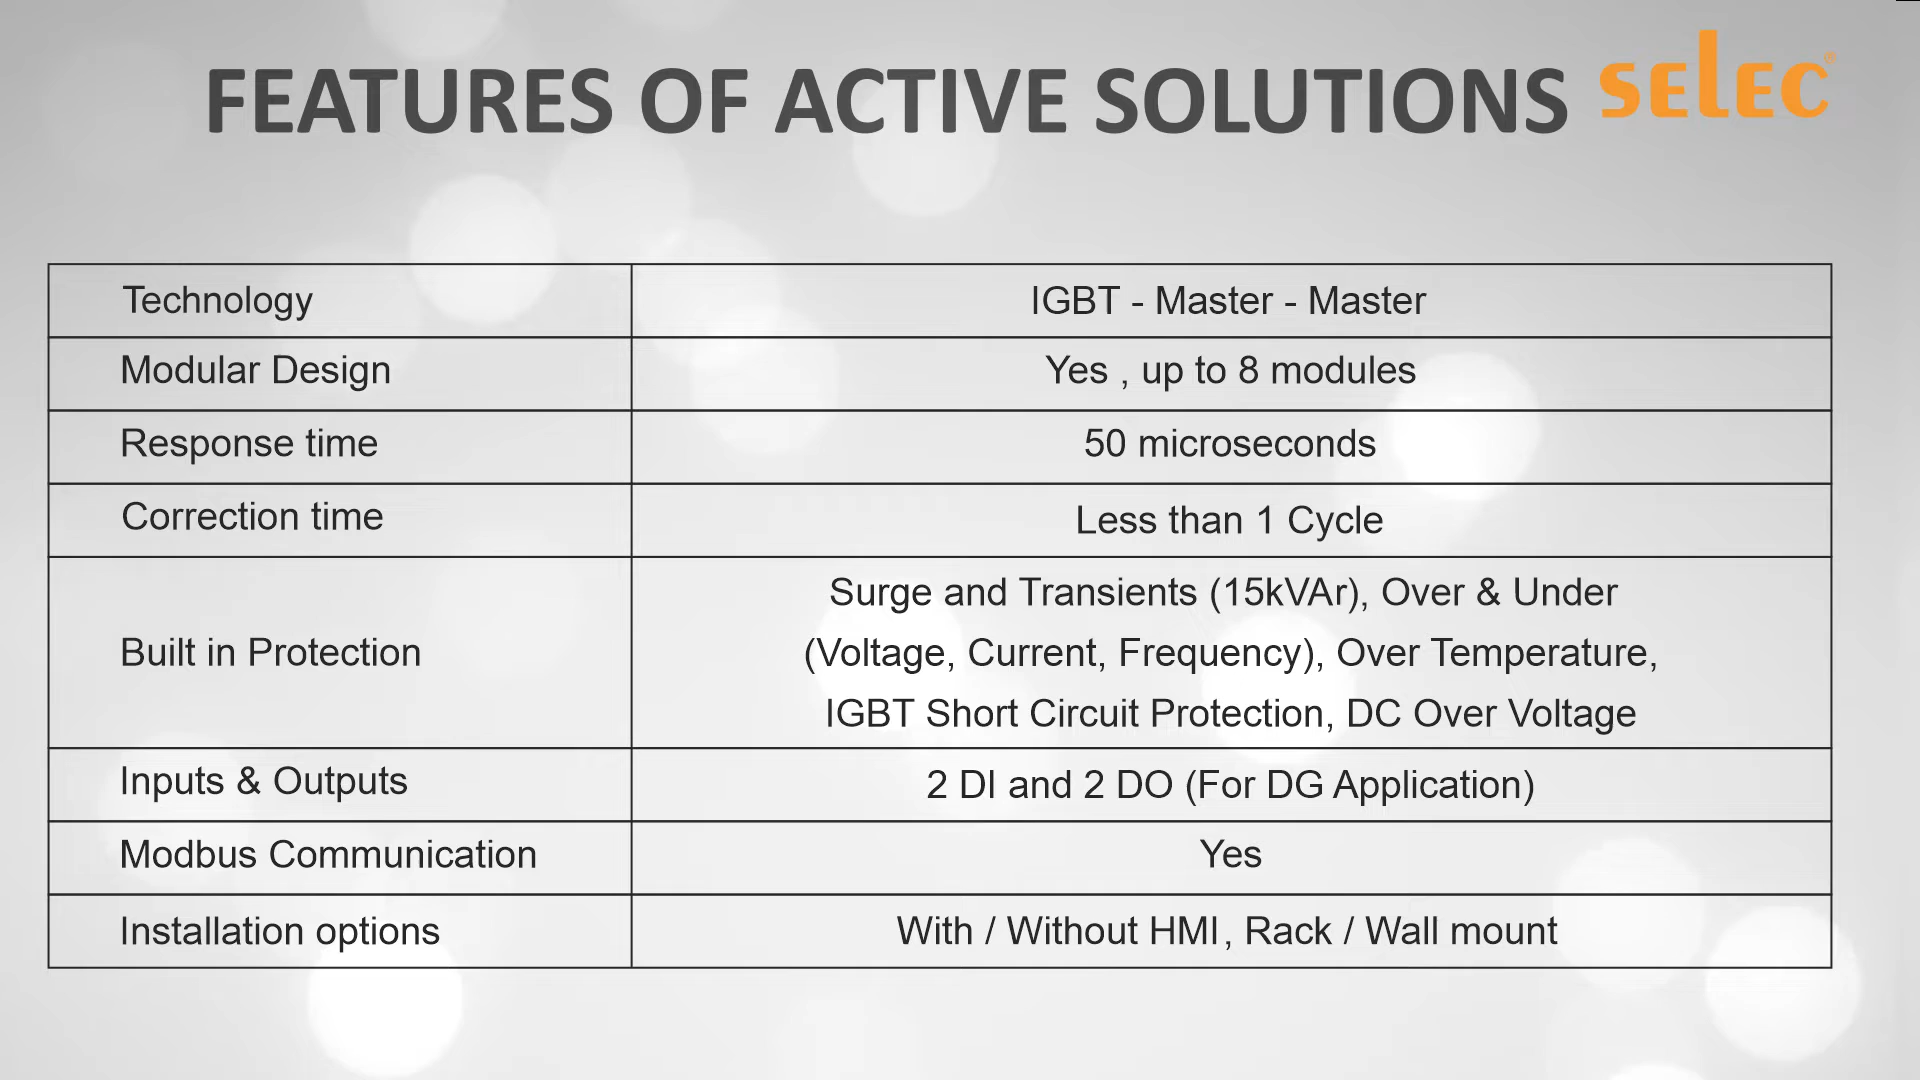 FEATURES OF ACTIVE SOLUTIONS
selec®
Technology
IGBT - Master - Master
Modular Design
Yes , up to 8 modules
Response time
50 microseconds
Correction time
Less than 1 Cycle
Built in Protection
Surge and Transients (15kVAr), Over & Under
(Voltage, Current, Frequency), Over Temperature,
IGBT Short Circuit Protection, DC Over Voltage
Inputs & Outputs
2 DI and 2 DO (For DG Application)
Modbus Communication
Yes
Installation options
With / Without HMI, Rack / Wall mount